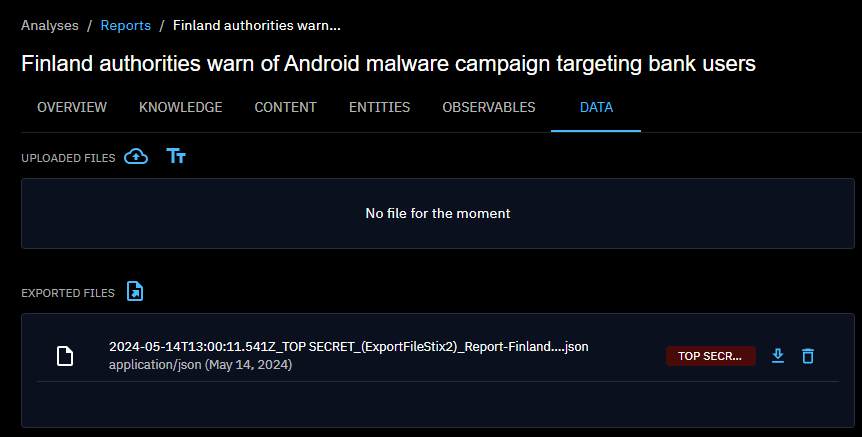 Analyses / Reports / Finland authorities warn...
Finland authorities warn of Android malware campaign targeting bank users
OVERVIEW KNOWLEDGE CONTENT ENTITIES OBSERVABLES DATA
UPLOADED FILES
No file for the moment
EXPORTED FILES
2024-05-14T13:00:11.541Z_TOP SECRET_(ExportFileStix2)_Report-Finland....json
application/json (May 14, 2024)
TOP SECR...